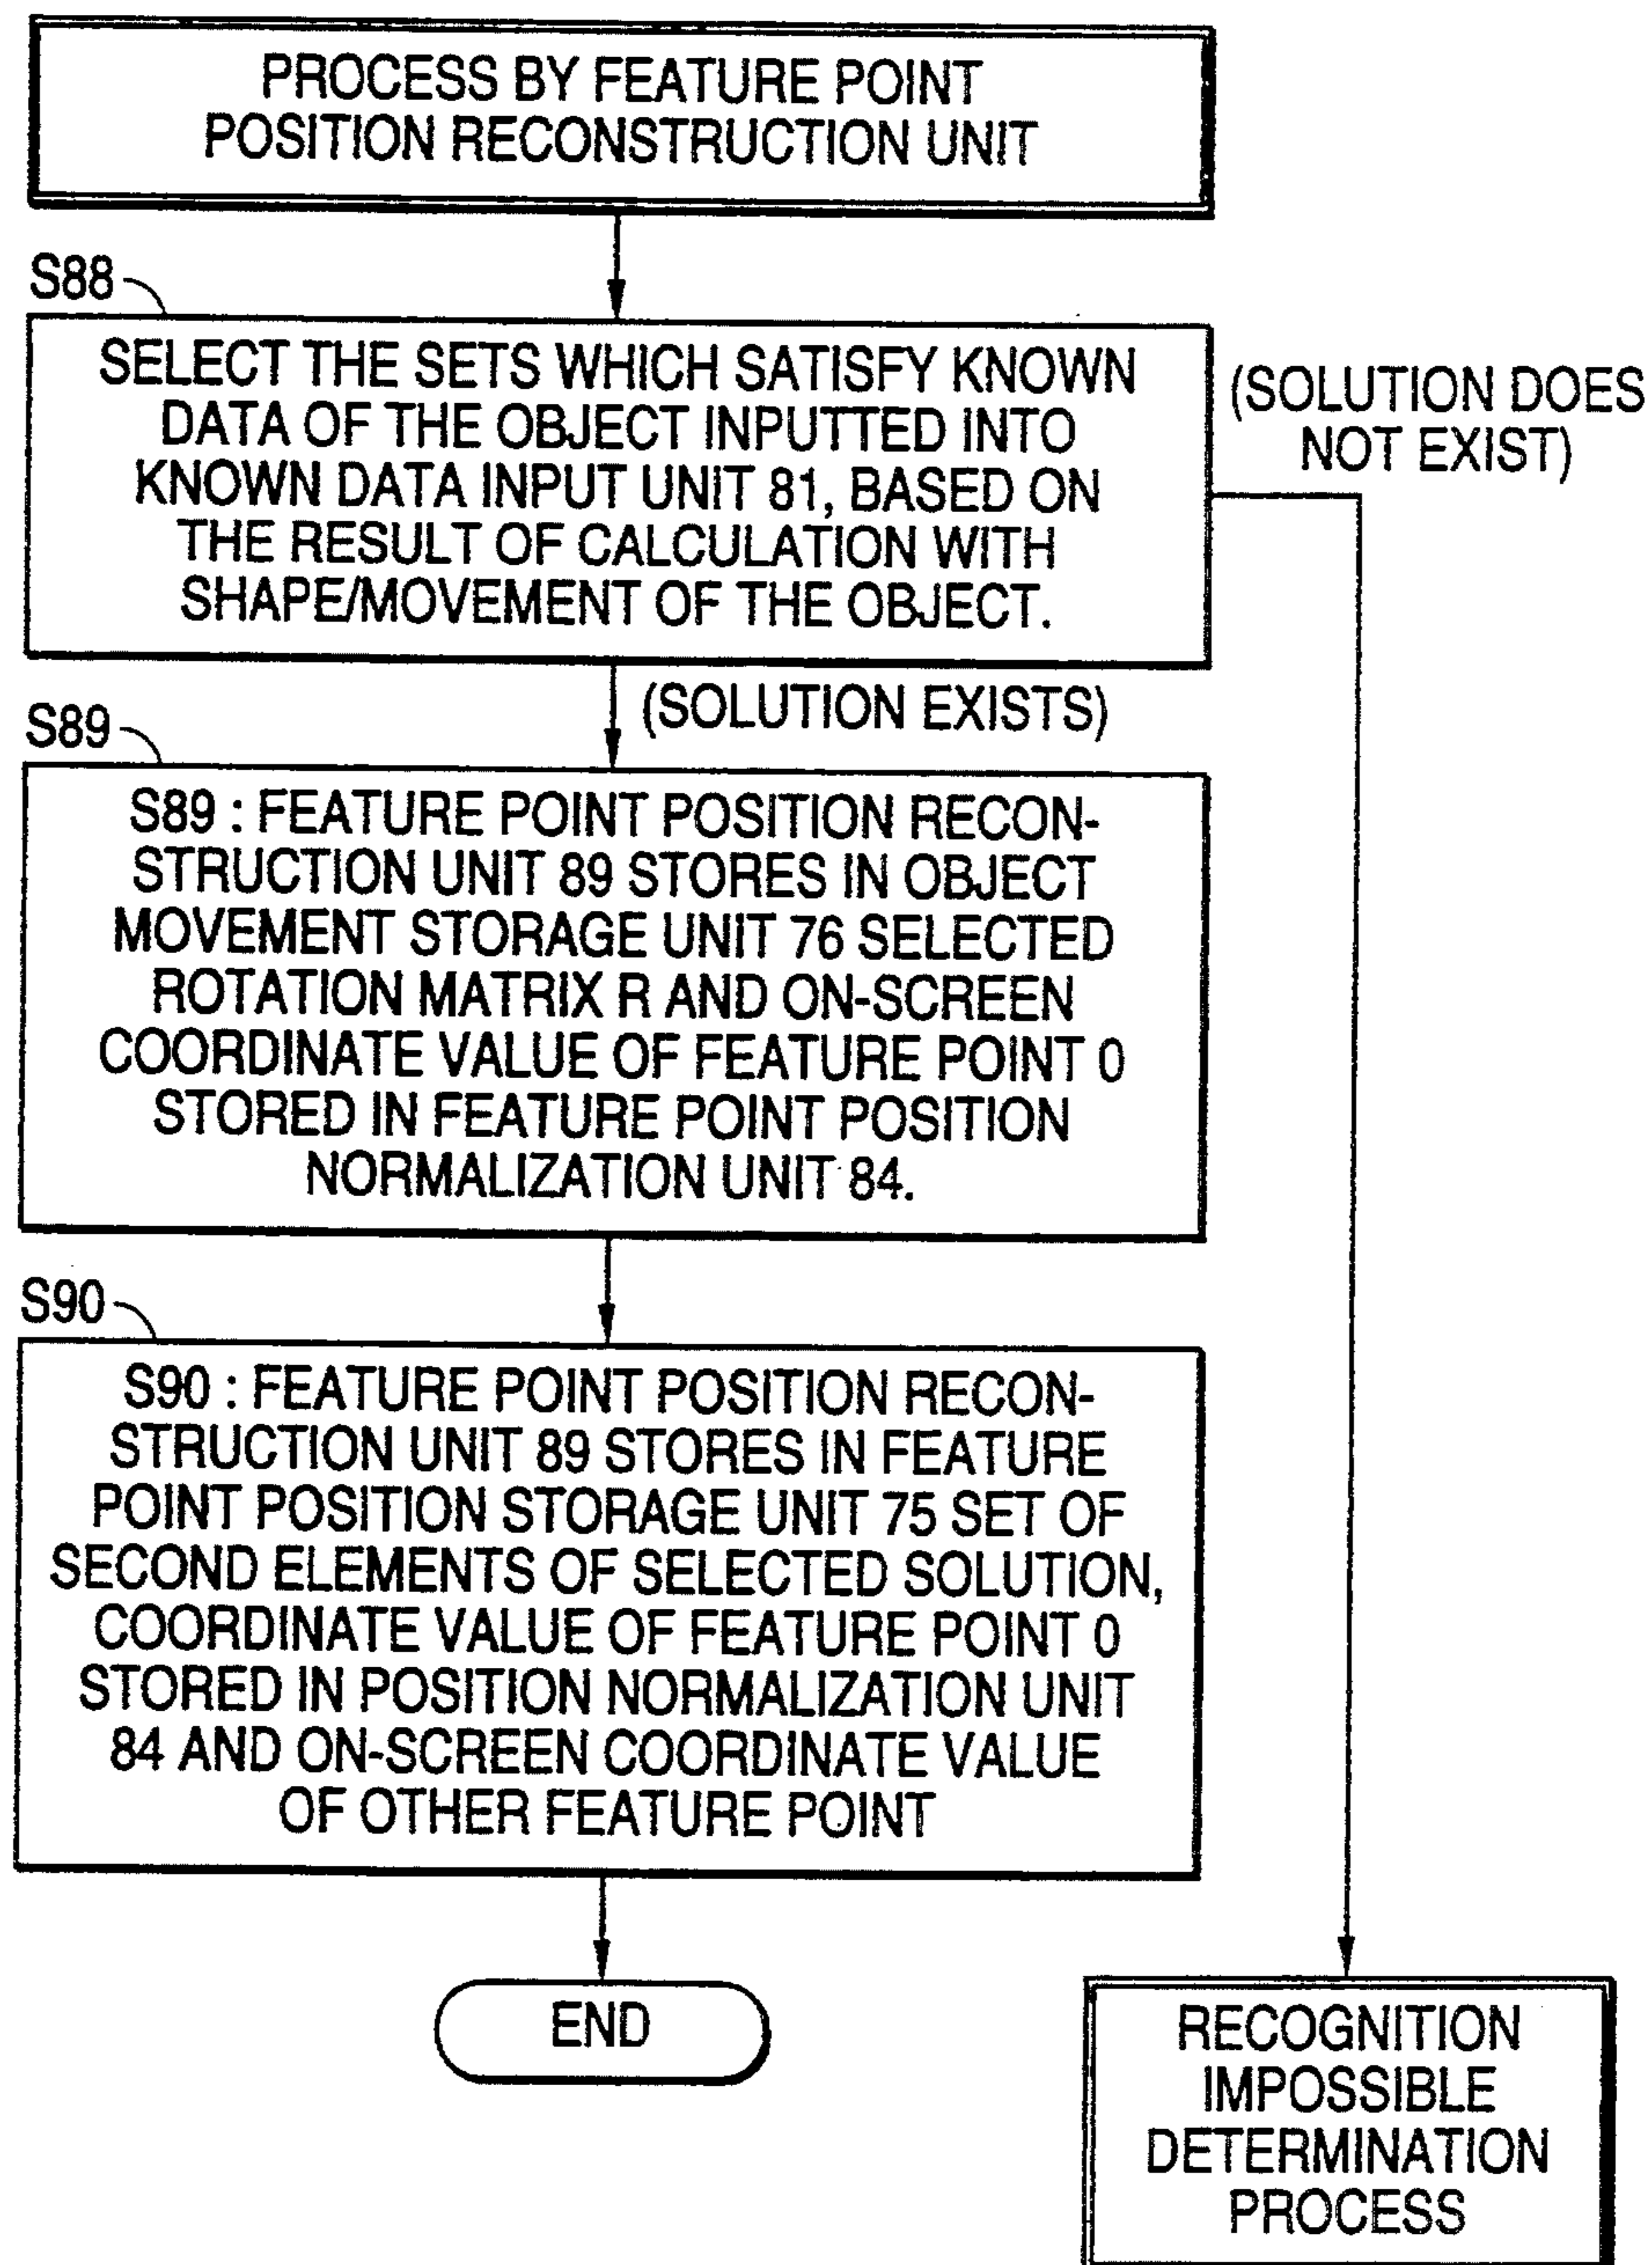 PROCESS BY FEATURE POINT
POSITION RECONSTRUCTION UNIT
S88
SELECT THE SETS WHICH SATISFY KNOWN
DATA OF THE OBJECT INPUTTED INTO
KNOWN DATA INPUT UNIT 81, BASED ON
THE RESULT OF CALCULATION WITH
SHAPE/MOVEMENT OF THE OBJECT.
(SOLUTION DOES
NOT EXIST)
(SOLUTION EXISTS)
S89
S89 : FEATURE POINT POSITION RECON-
STRUCTION UNIT 89 STORES IN OBJECT
MOVEMENT STORAGE UNIT 76 SELECTED
ROTATION MATRIX R AND ON-SCREEN
COORDINATE VALUE OF FEATURE POINT 0
STORED IN FEATURE POINT POSITION
NORMALIZATION UNIT 84.
S90
S90 : FEATURE POINT POSITION RECON-
STRUCTION UNIT 89 STORES IN FEATURE
POINT POSITION STORAGE UNIT 75 SET OF
SECOND ELEMENTS OF SELECTED SOLUTION,
COORDINATE VALUE OF FEATURE POINT 0
STORED IN POSITION NORMALIZATION UNIT
84 AND ON-SCREEN COORDINATE VALUE
OF OTHER FEATURE POINT
END
RECOGNITION
IMPOSSIBLE
DETERMINATION
PROCESS